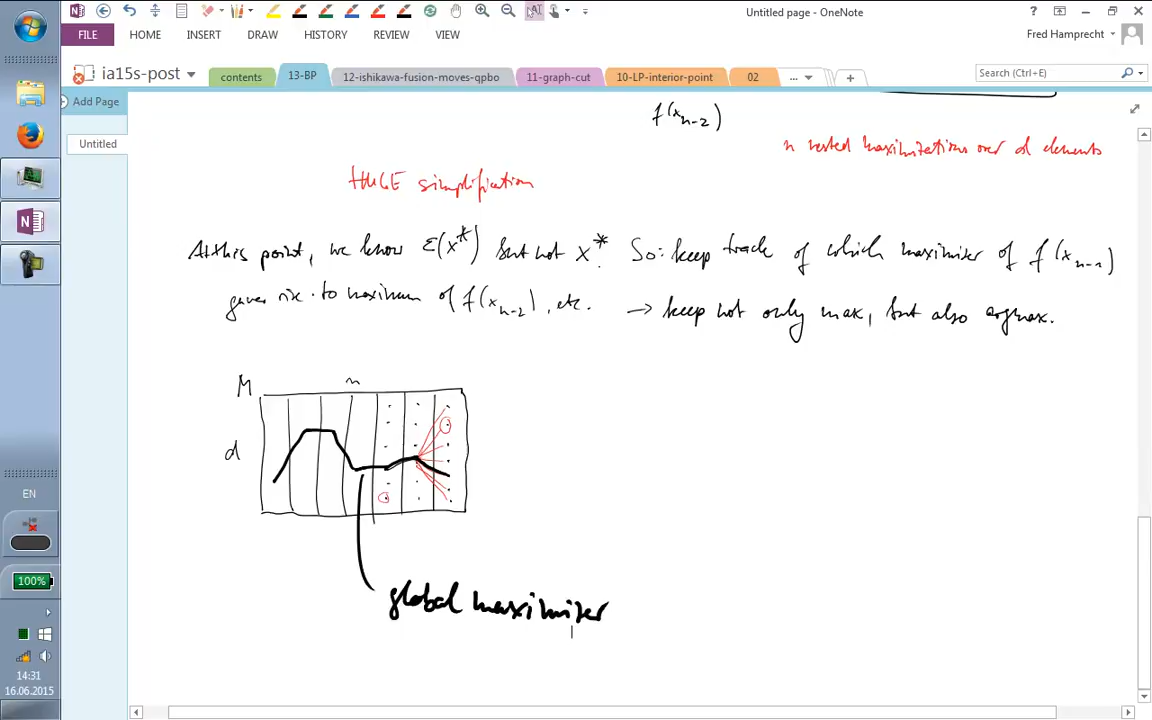 Untitled page - OneNote
FILE HOME INSERT DRAW HISTORY REVIEW VIEW
Fred Hamprecht
ia15s-post contents 13-BP 12-ishikawa-fusion-moves-qpbo 11-graph-cut 10-LP-interior-point 02 ...
Search (Ctrl+E)
Add Page
Untitled
f(x_{n-2})
n nested maximizations over d elements
HUGE simplification
At this point, we know ε(x*) but not x*. So: keep track of which maximizer of f(x_{n-1})
gave rise to maximum of f(x_{n-2}), etc. → keep not only max, but also argmax.
M n
d
global maximizer
EN
100%
14:31
16.06.2015